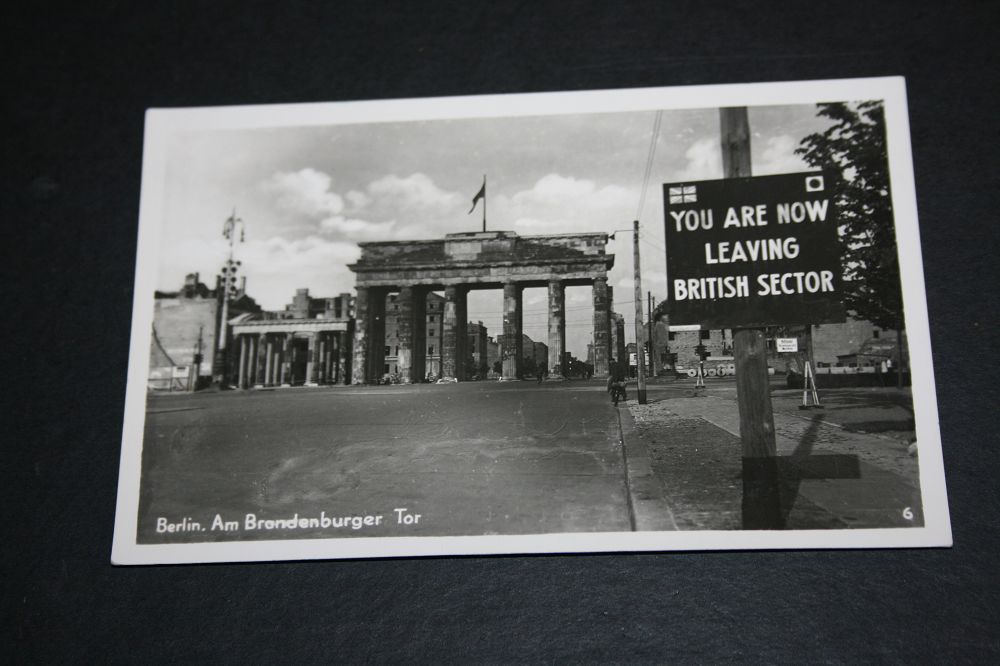 YOU ARE NOW
LEAVING
BRITISH SECTOR
Berlin. Am Brandenburger Tor
6